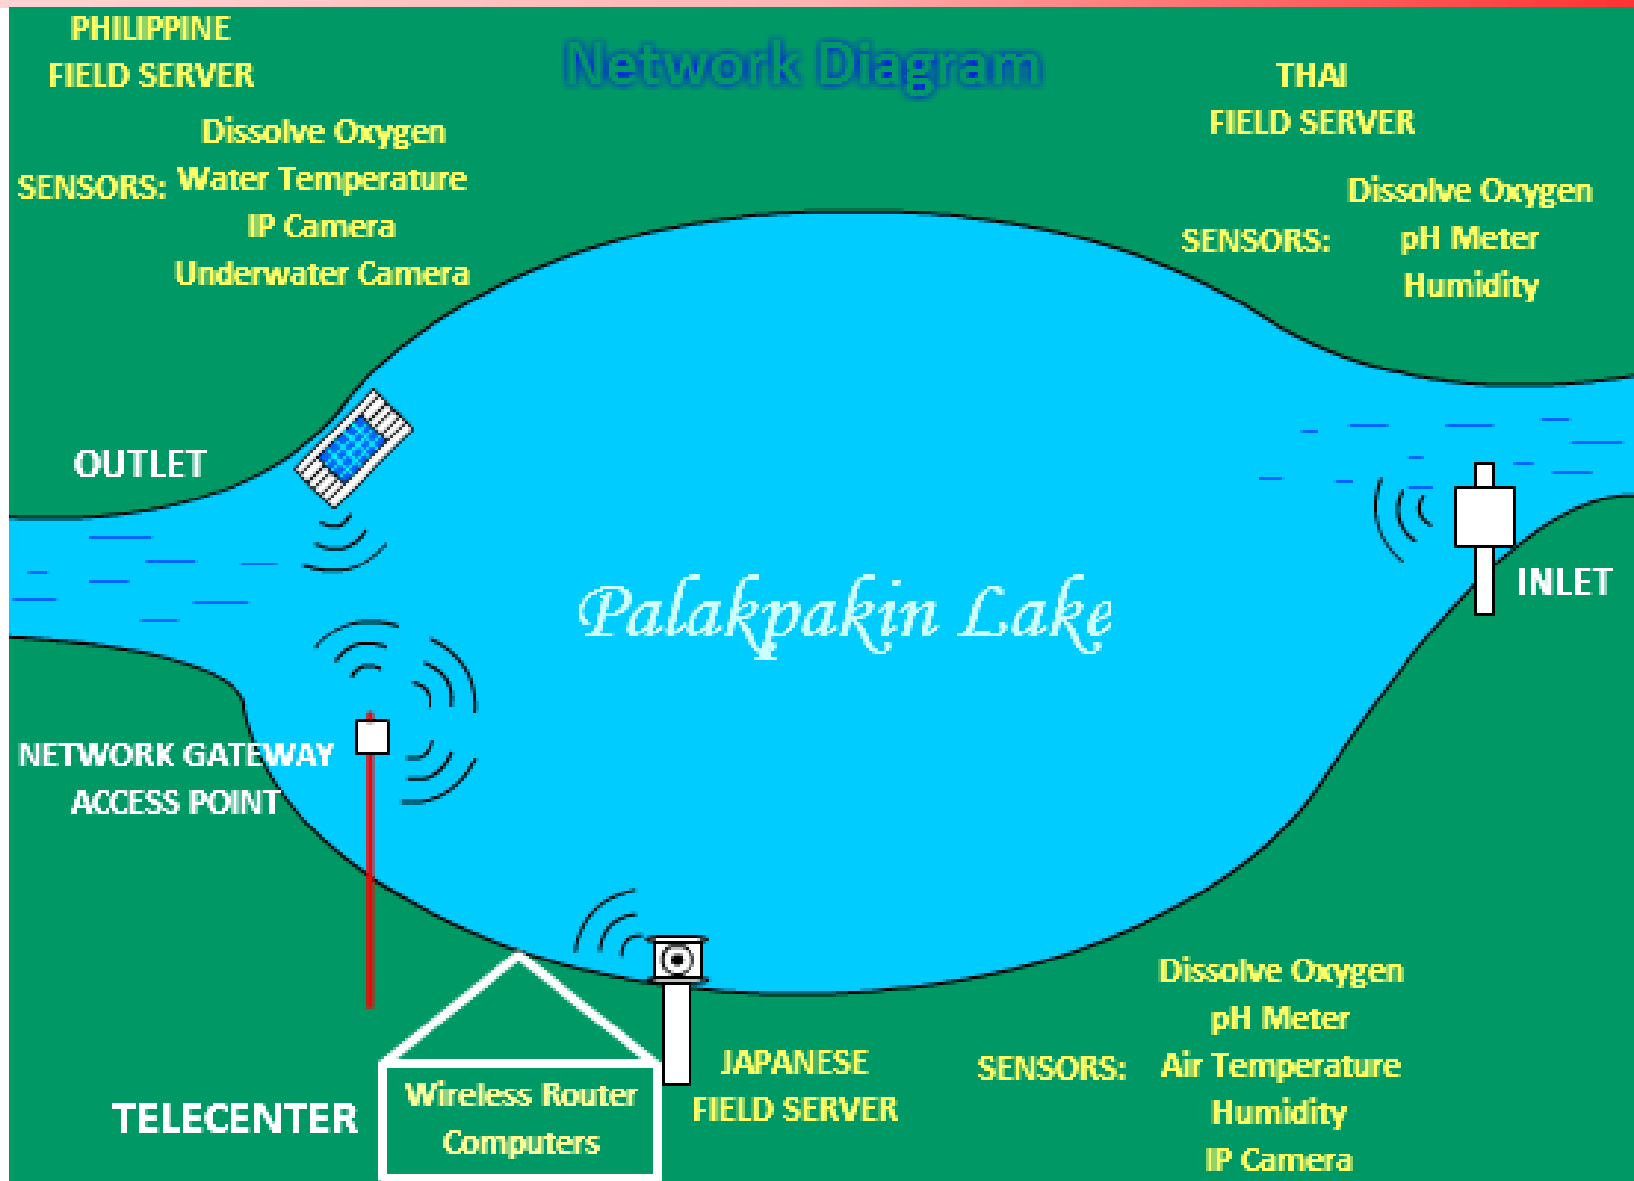 Network Diagram
PHILIPPINE
FIELD SERVER
SENSORS:
Dissolve Oxygen
Water Temperature
IP Camera
Underwater Camera
THAI
FIELD SERVER
SENSORS:
Dissolve Oxygen
pH Meter
Humidity
OUTLET
INLET
Palakpakin Lake
NETWORK GATEWAY
ACCESS POINT
TELECENTER
Wireless Router
Computers
JAPANESE
FIELD SERVER
SENSORS:
Dissolve Oxygen
pH Meter
Air Temperature
Humidity
IP Camera